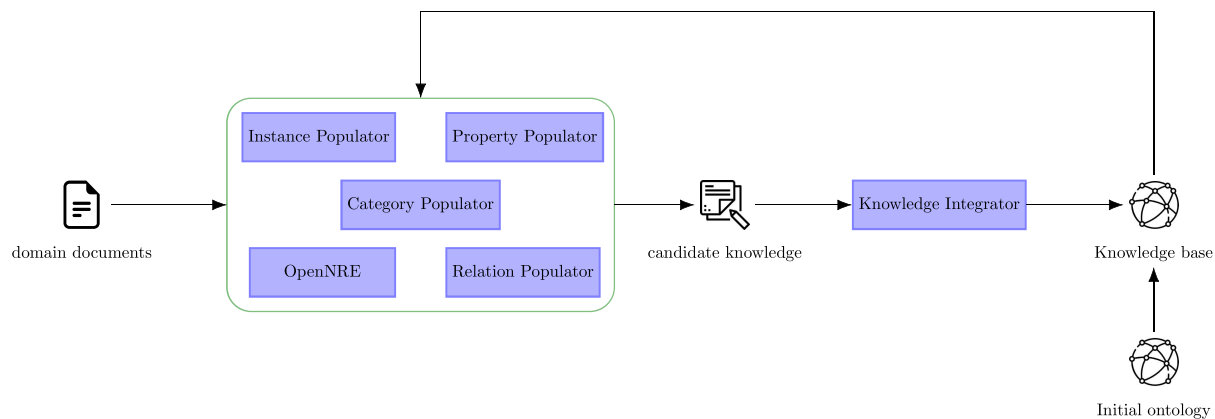 Instance Populator
Property Populator
Category Populator
OpenNRE
Relation Populator
domain documents
candidate knowledge
Knowledge Integrator
Knowledge base
Initial ontology